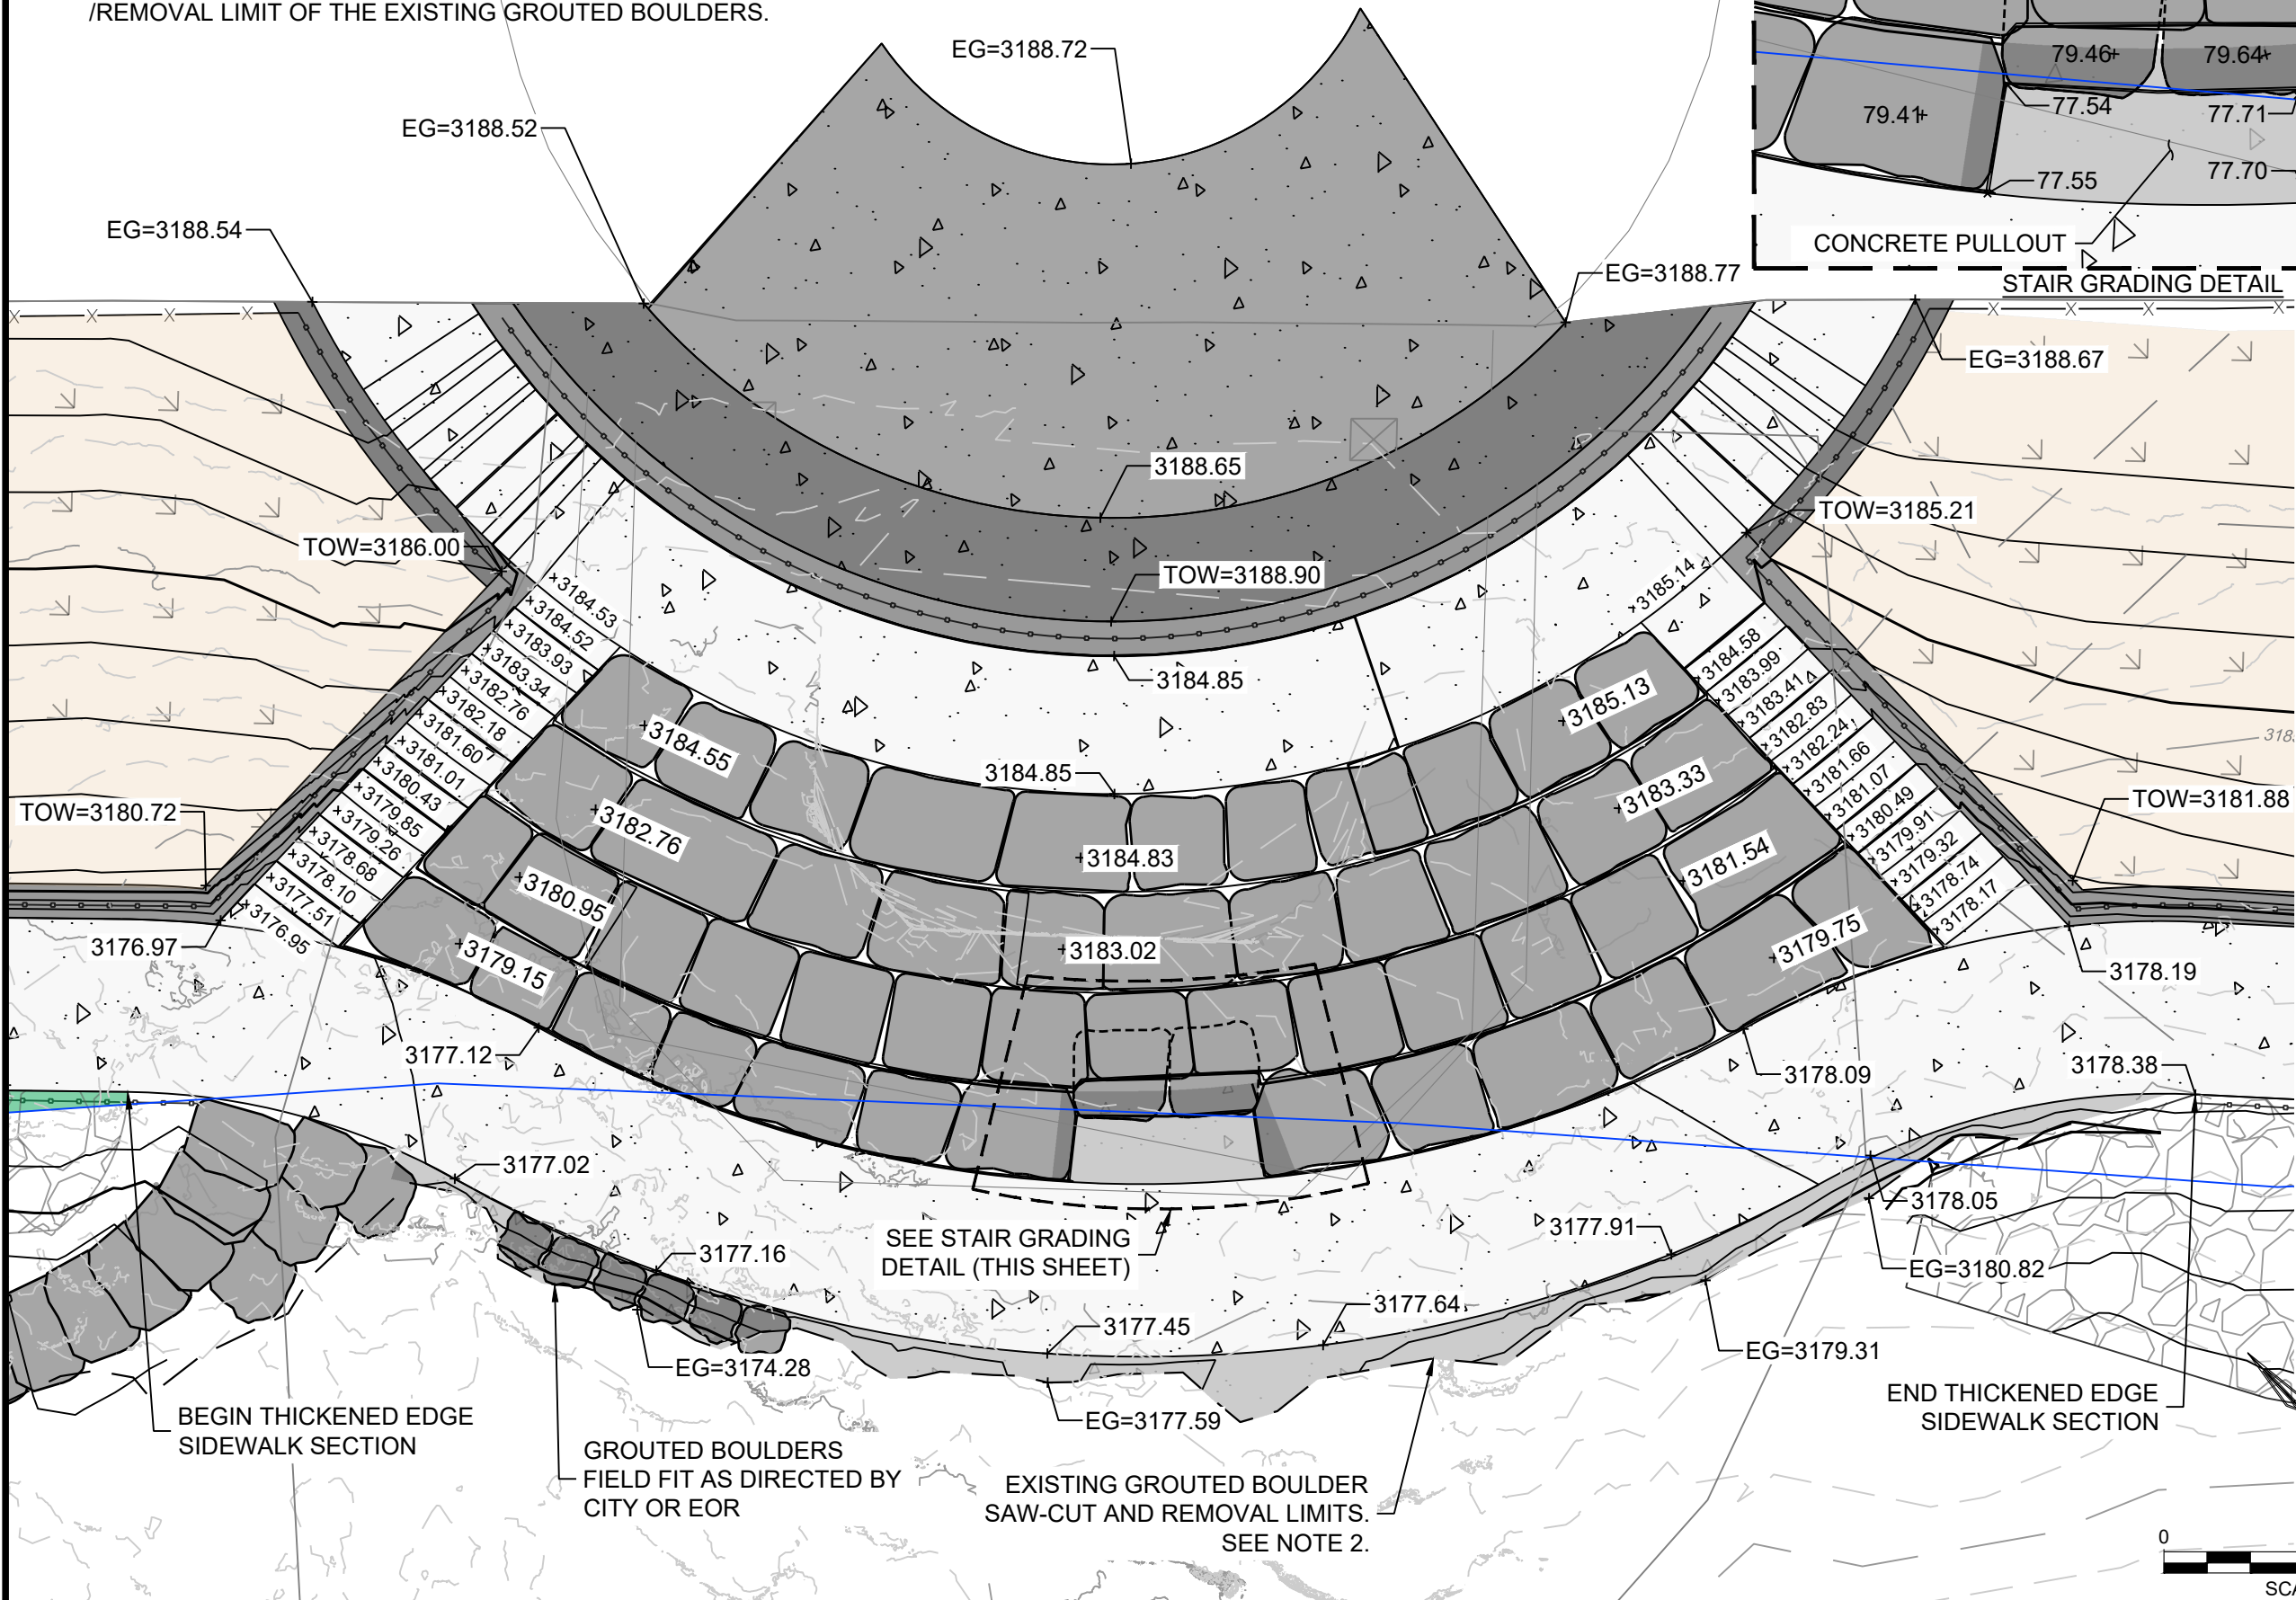 /REMOVAL LIMIT OF THE EXISTING GROUTED BOULDERS.
EG=3188.72
79.46
79.64
EG=3188.52
79.41
77.54
77.71
77.55
77.70
EG=3188.54
CONCRETE PULLOUT
EG=3188.77
STAIR GRADING DETAIL
EG=3188.67
3188.65
TOW=3186.00
TOW=3185.21
TOW=3188.90
3184.85
3184.53
3184.52
3183.93
3183.34
3182.76
3182.18
3181.60
3181.01
3180.43
3179.85
3179.26
3178.68
3178.10
3177.51
3176.95
3185.14
3184.58
3183.99
3183.41
3182.83
3182.24
3181.66
3181.07
3180.49
3179.91
3179.32
3178.74
3178.17
3184.55
3184.85
3185.13
3184.83
3182.76
3183.33
3183.02
3180.95
3181.54
3179.15
3179.75
TOW=3180.72
TOW=3181.88
3176.97
3178.19
3177.12
3178.09
3178.38
3177.02
3178.05
SEE STAIR GRADING
DETAIL (THIS SHEET)
3177.91
3177.16
EG=3180.82
3177.64
3177.45
EG=3174.28
EG=3179.31
EG=3177.59
BEGIN THICKENED EDGE
SIDEWALK SECTION
GROUTED BOULDERS
FIELD FIT AS DIRECTED BY
CITY OR EOR
EXISTING GROUTED BOULDER
SAW-CUT AND REMOVAL LIMITS.
SEE NOTE 2.
END THICKENED EDGE
SIDEWALK SECTION
0